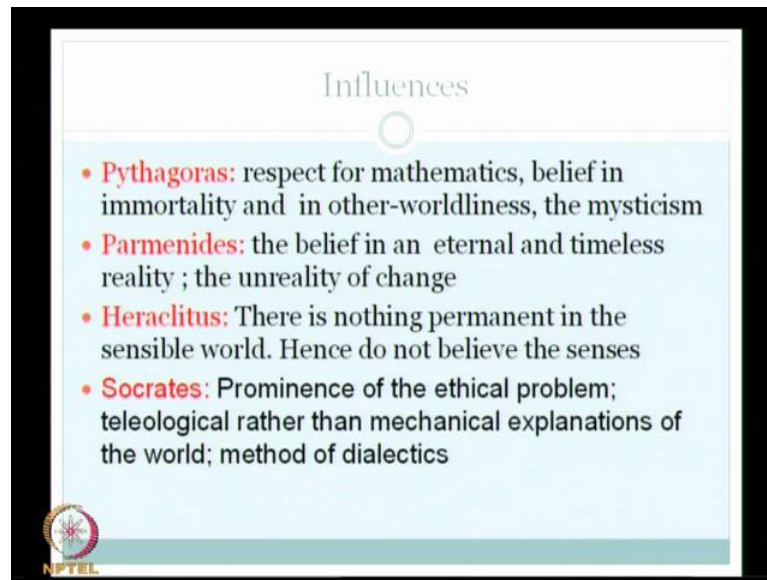 Influences
• Pythagoras: respect for mathematics, belief in
immortality and in other-worldliness, the mysticism
• Parmenides: the belief in an eternal and timeless
reality ; the unreality of change
• Heraclitus: There is nothing permanent in the
sensible world. Hence do not believe the senses
• Socrates: Prominence of the ethical problem;
teleological rather than mechanical explanations of
the world; method of dialectics
NPTEL